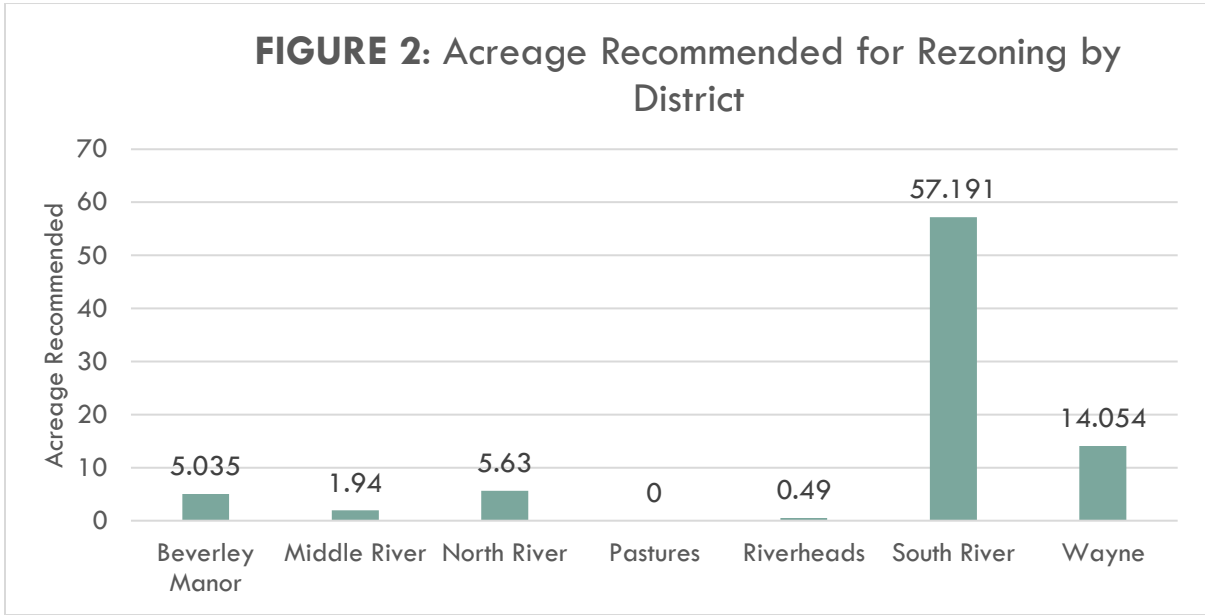 FIGURE 2: Acreage Recommended for Rezoning by
District
Acreage Recommended
70
60
50
40
30
20
10
0
5.035
1.94
5.63
0
0.49
57.191
14.054
Beverley
Manor
Middle River
North River
Pastures
Riverheads
South River
Wayne